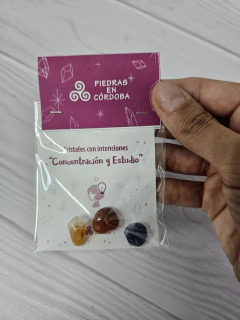 PIEDRAS
EN
CÓRDOBA
Cristales con intenciones
"Concentración y Estudio"